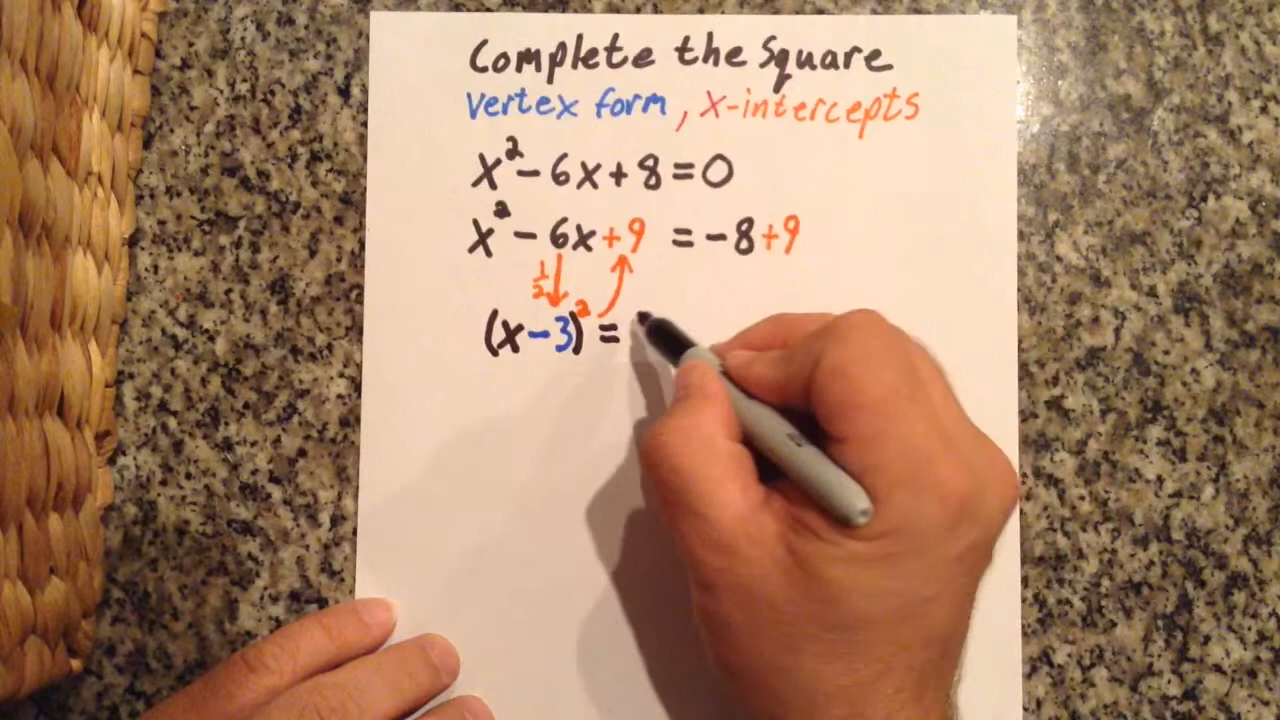 Complete the Square
vertex form, x-intercepts
x² - 6x + 8 = 0
x² - 6x + 9 = -8 + 9
½
(x - 3)² =